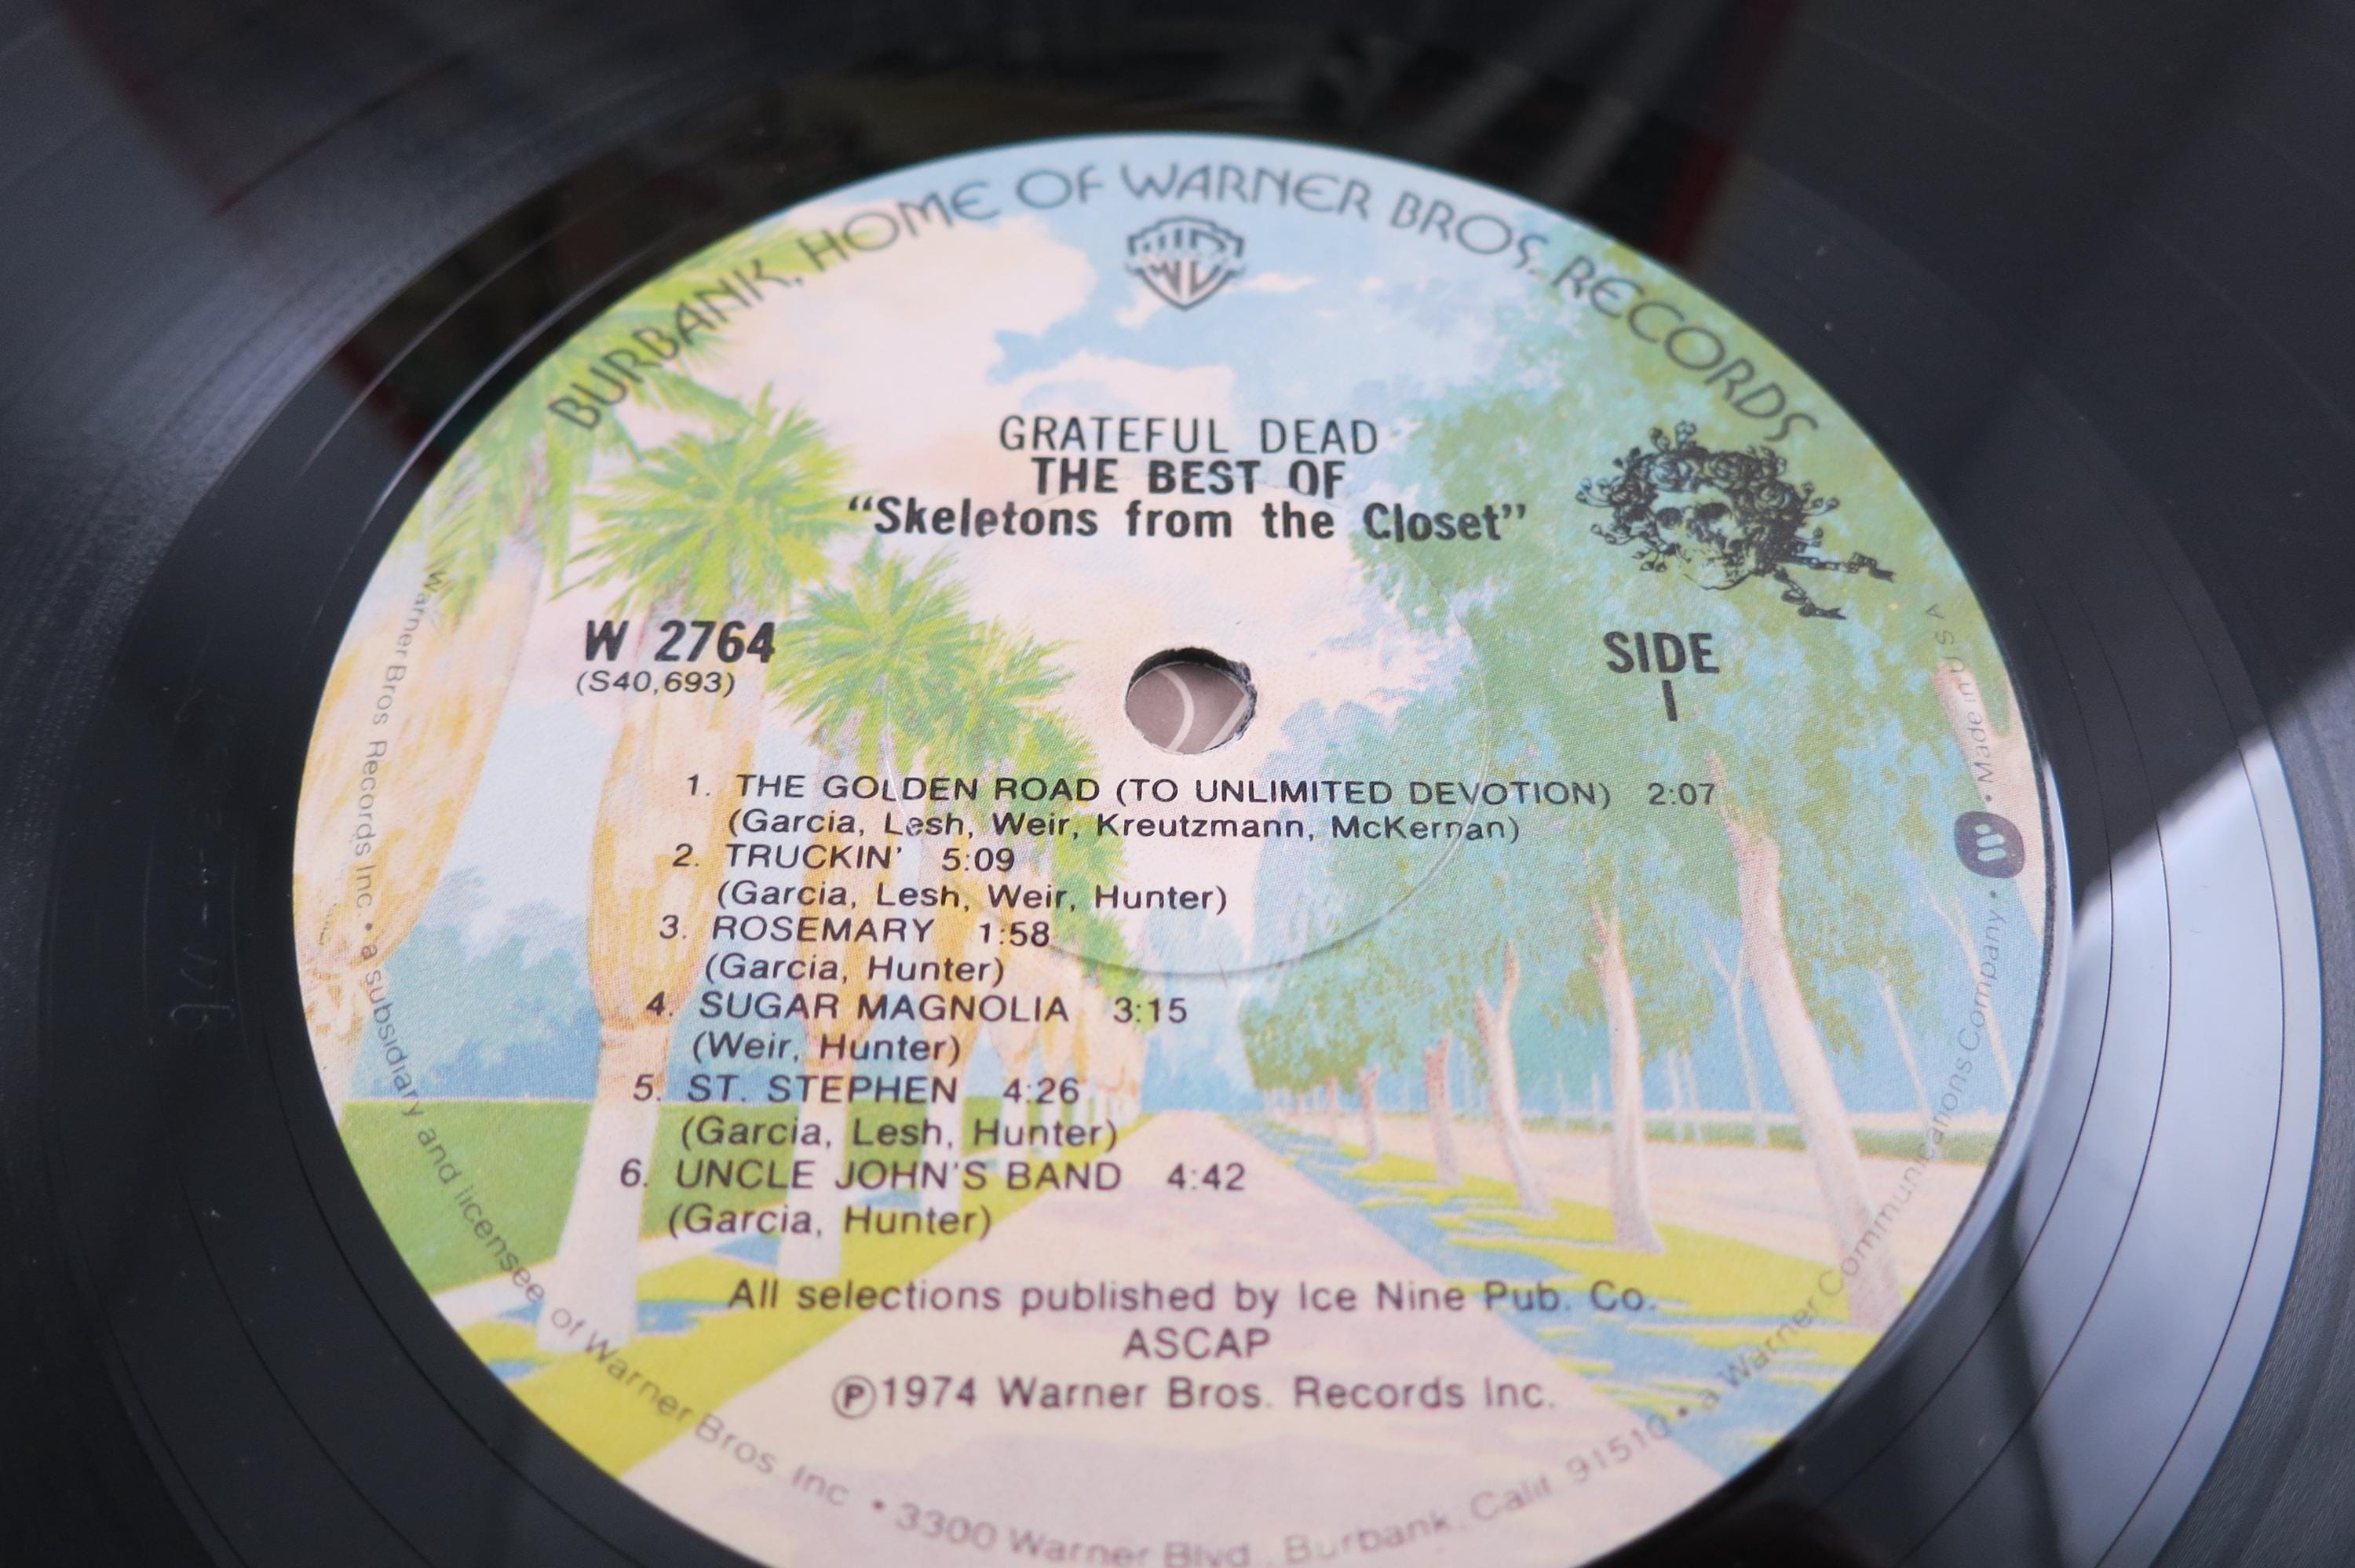 BURBANK, HOME OF WARNER BROS. RECORDS
GRATEFUL DEAD
THE BEST OF
“Skeletons from the Closet”
W 2764
(S40,693)
SIDE
1
1. THE GOLDEN ROAD (TO UNLIMITED DEVOTION) 2:07
(Garcia, Lesh, Weir, Kreutzmann, McKernan)
2. TRUCKIN’ 5:09
(Garcia, Lesh, Weir, Hunter)
3. ROSEMARY 1:58
(Garcia, Hunter)
4. SUGAR MAGNOLIA 3:15
(Weir, Hunter)
5. ST. STEPHEN 4:26
(Garcia, Lesh, Hunter)
6. UNCLE JOHN'S BAND 4:42
(Garcia, Hunter)
All selections published by Ice Nine Pub. Co.
ASCAP
℗1974 Warner Bros. Records Inc.
Warner Bros. Records Inc. • a subsidiary and licensee of Warner Bros. Inc. • 3300 Warner Blvd., Burbank, Calif. 91510 • a Warner Communications Company • Made in U.S.A.